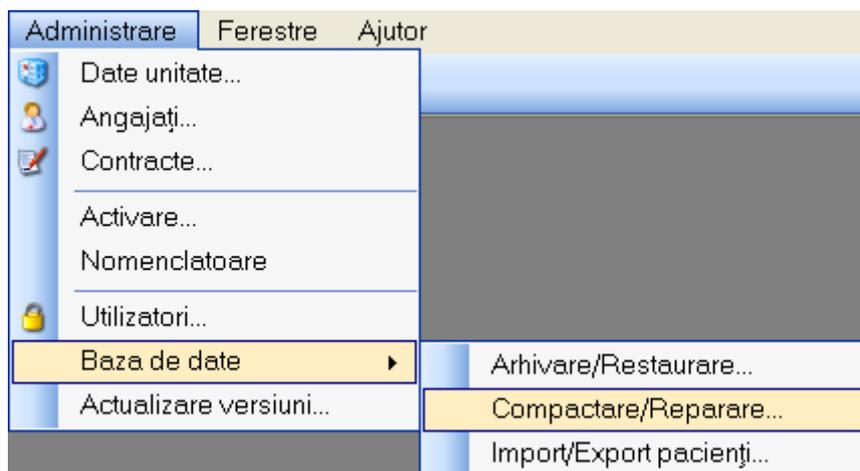 Administrare Ferestre Ajutor
Date unitate...
Angajați...
Contracte...
Activare...
Nomenclatoare
Utilizatori...
Baza de date
Arhivare/Restaurare...
Actualizare versiuni...
Compactare/Reparare...
Import/Export pacienți...